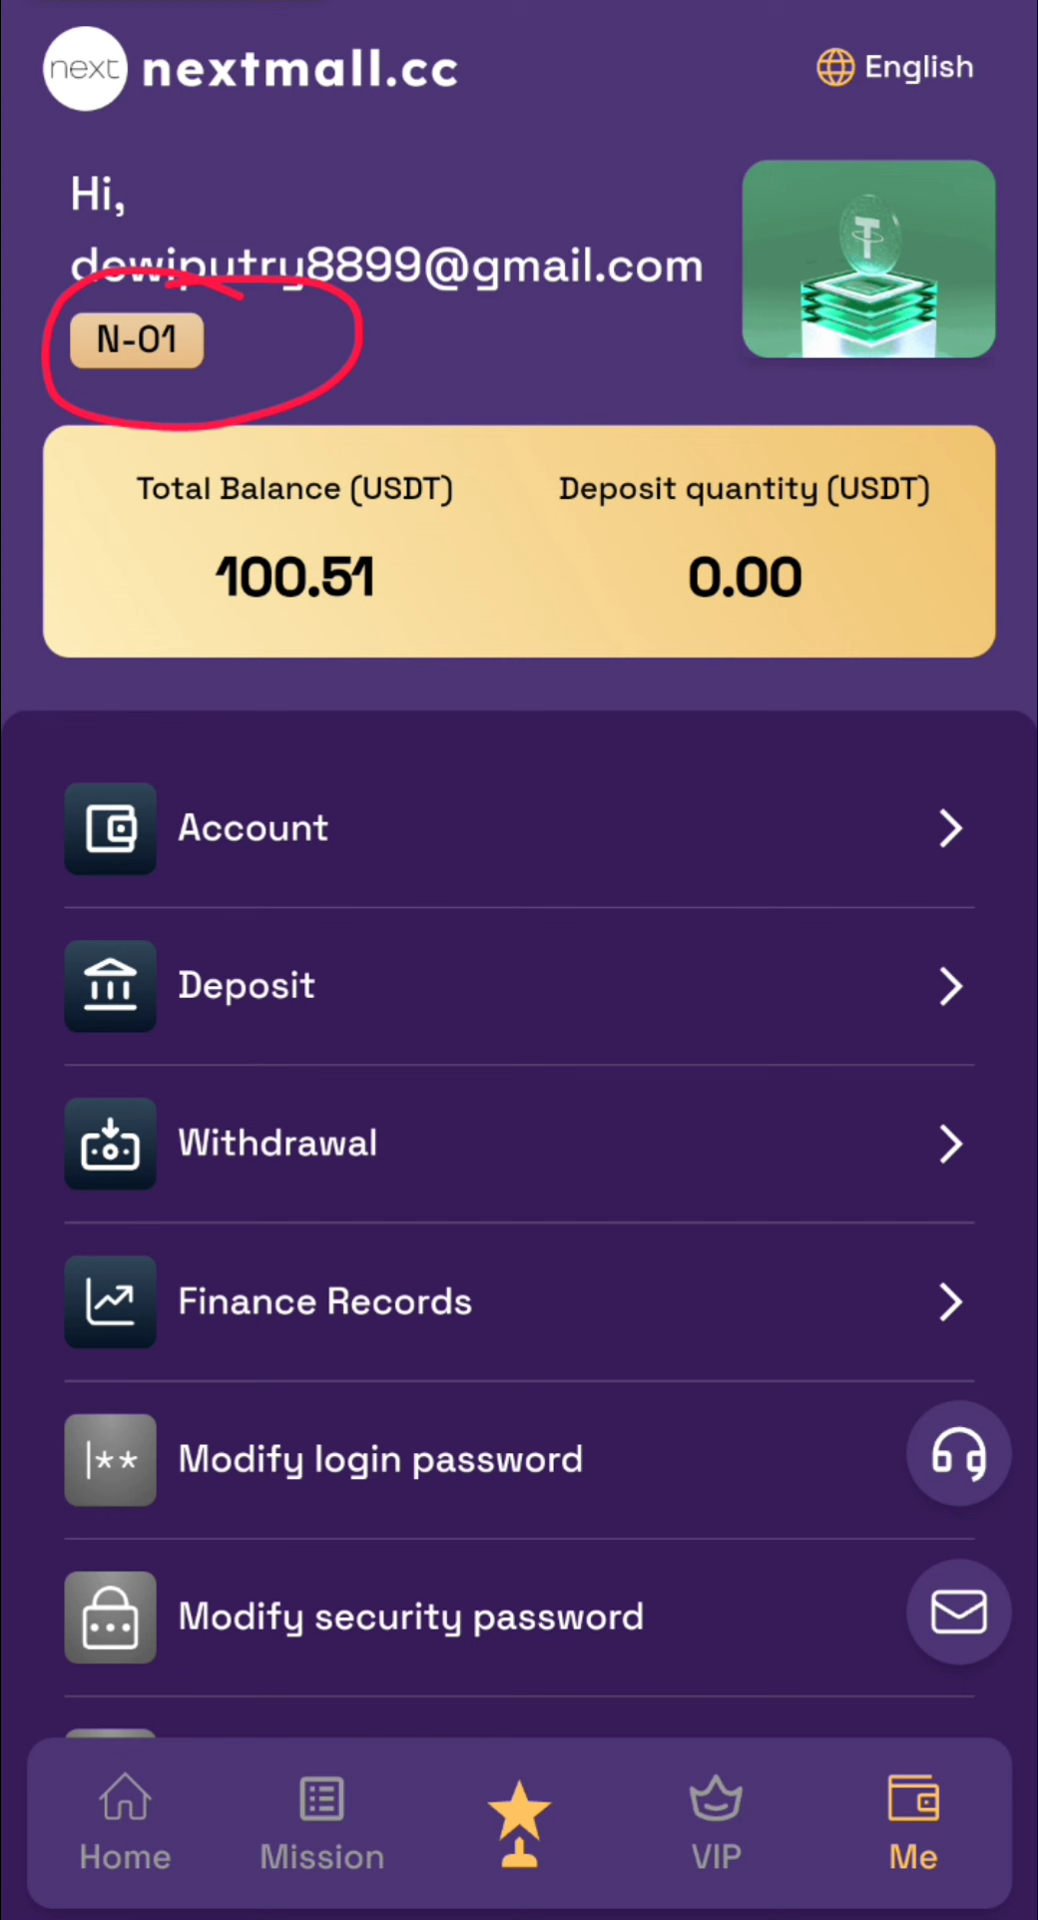 next nextmall.cc
English
Hi,
dewiputry8899@gmail.com
N-01
Total Balance (USDT) Deposit quantity (USDT)
100.51 0.00
Account
Deposit
Withdrawal
Finance Records
|** Modify login password
Modify security password
Home Mission VIP Me